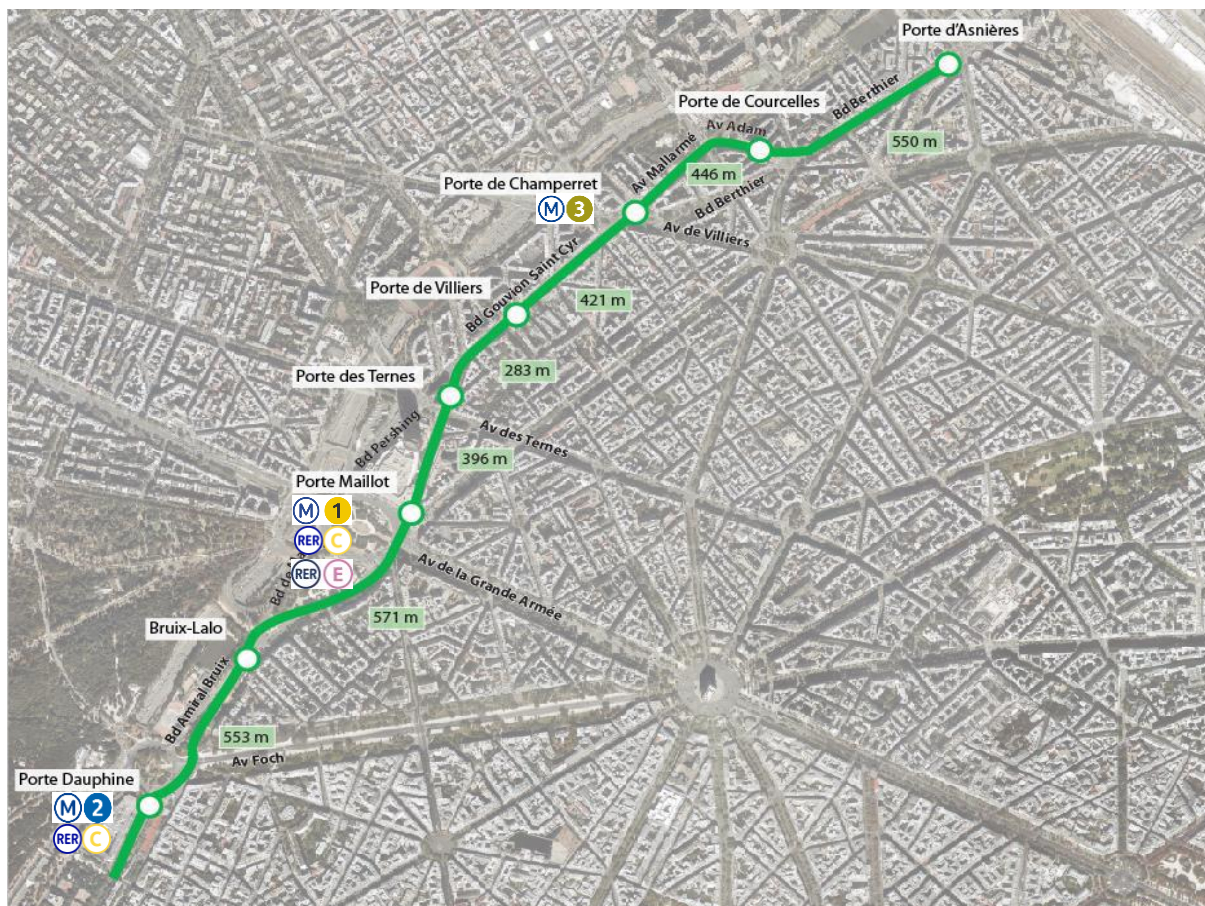 Porte d'Asnières
Bd Berthier
550 m
Porte de Courcelles
Av Adam
Av Mallarmé
446 m
Bd Berthier
Porte de Champerret
M 3
Av de Villiers
Bd Gouvion Saint Cyr
421 m
Porte de Villiers
283 m
Porte des Ternes
Bd Pershing
Av des Ternes
396 m
Porte Maillot
M 1
RER C
RER E
Bd de
Av de la Grande Armée
571 m
Bruix-Lalo
Bd Amiral Bruix
553 m
Av Foch
Porte Dauphine
M 2
RER C